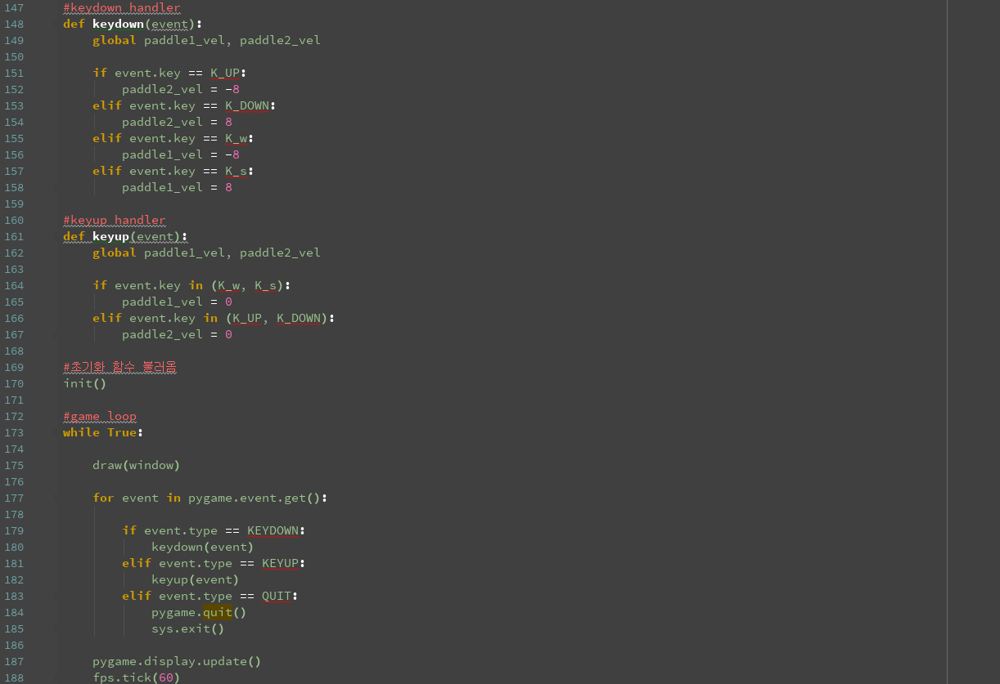 147 #keydown handler
148 def keydown(event):
149 global paddle1_vel, paddle2_vel
150
151 if event.key == K_UP:
152 paddle2_vel = -8
153 elif event.key == K_DOWN:
154 paddle2_vel = 8
155 elif event.key == K_w:
156 paddle1_vel = -8
157 elif event.key == K_s:
158 paddle1_vel = 8
159
160 #keyup handler
161 def keyup(event):
162 global paddle1_vel, paddle2_vel
163
164 if event.key in (K_w, K_s):
165 paddle1_vel = 0
166 elif event.key in (K_UP, K_DOWN):
167 paddle2_vel = 0
168
169 #초기화 함수 불러옴
170 init()
171
172 #game loop
173 while True:
174
175 draw(window)
176
177 for event in pygame.event.get():
178
179 if event.type == KEYDOWN:
180 keydown(event)
181 elif event.type == KEYUP:
182 keyup(event)
183 elif event.type == QUIT:
184 pygame.quit()
185 sys.exit()
186
187 pygame.display.update()
188 fps.tick(60)